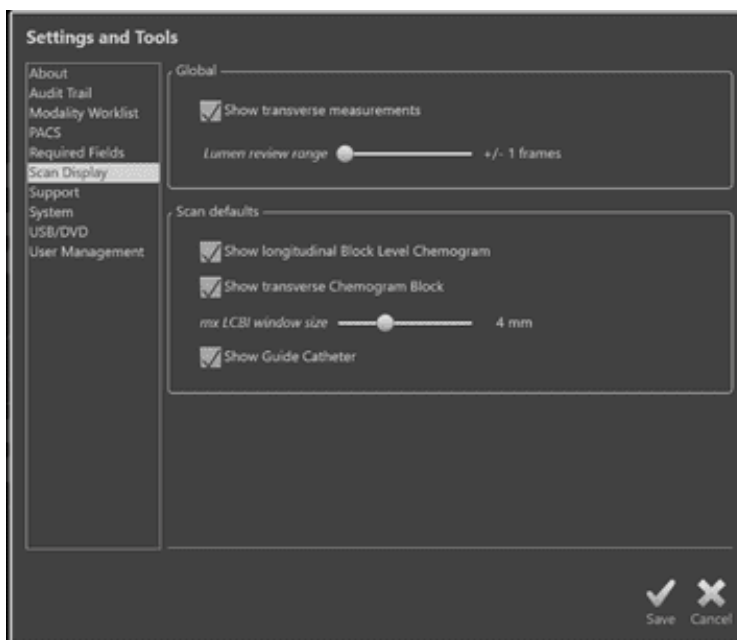 Settings and Tools
About
Audit Trail
Modality Worklist
PACS
Required Fields
Scan Display
Support
System
USB/DVD
User Management
Global
Show transverse measurements
Lumen review range +/- 1 frames
Scan defaults
Show longitudinal Block Level Chemogram
Show transverse Chemogram Block
mx LCBI window size 4 mm
Show Guide Catheter
Save Cancel